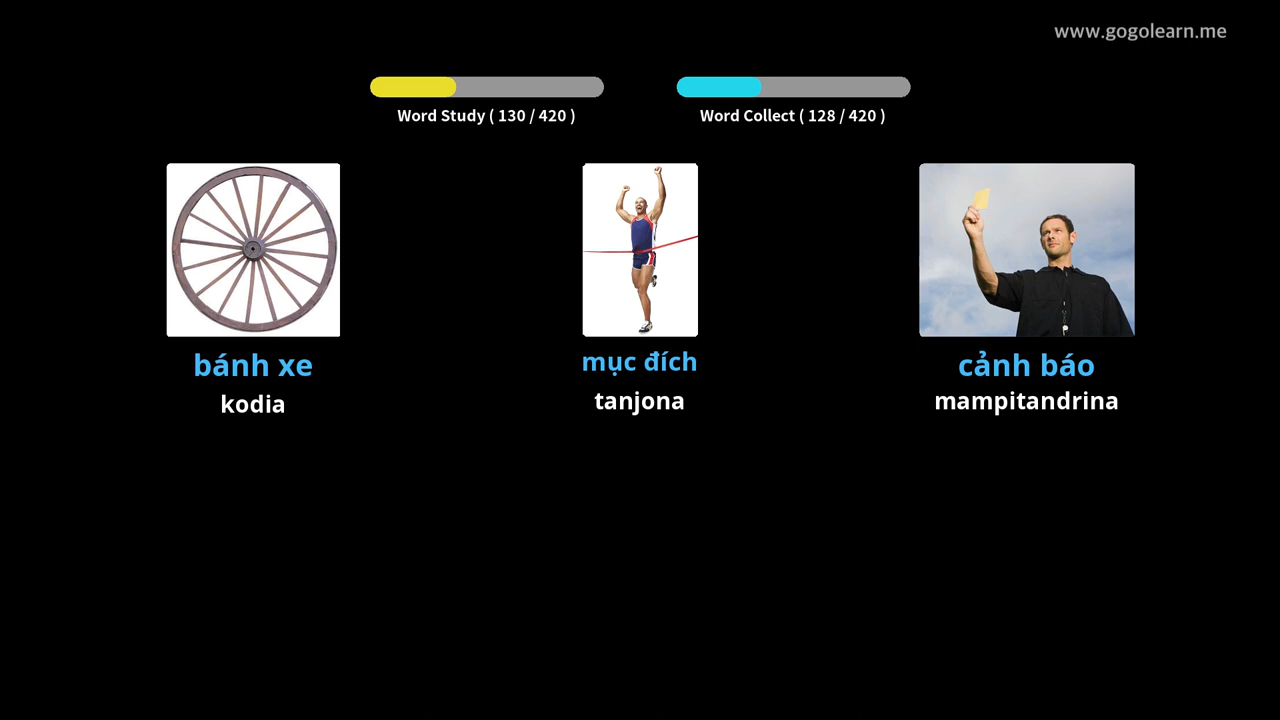 www.gogolearn.me
Word Study ( 130 / 420 )
Word Collect ( 128 / 420 )
bánh xe
kodia
mục đích
tanjona
cảnh báo
mampitandrina